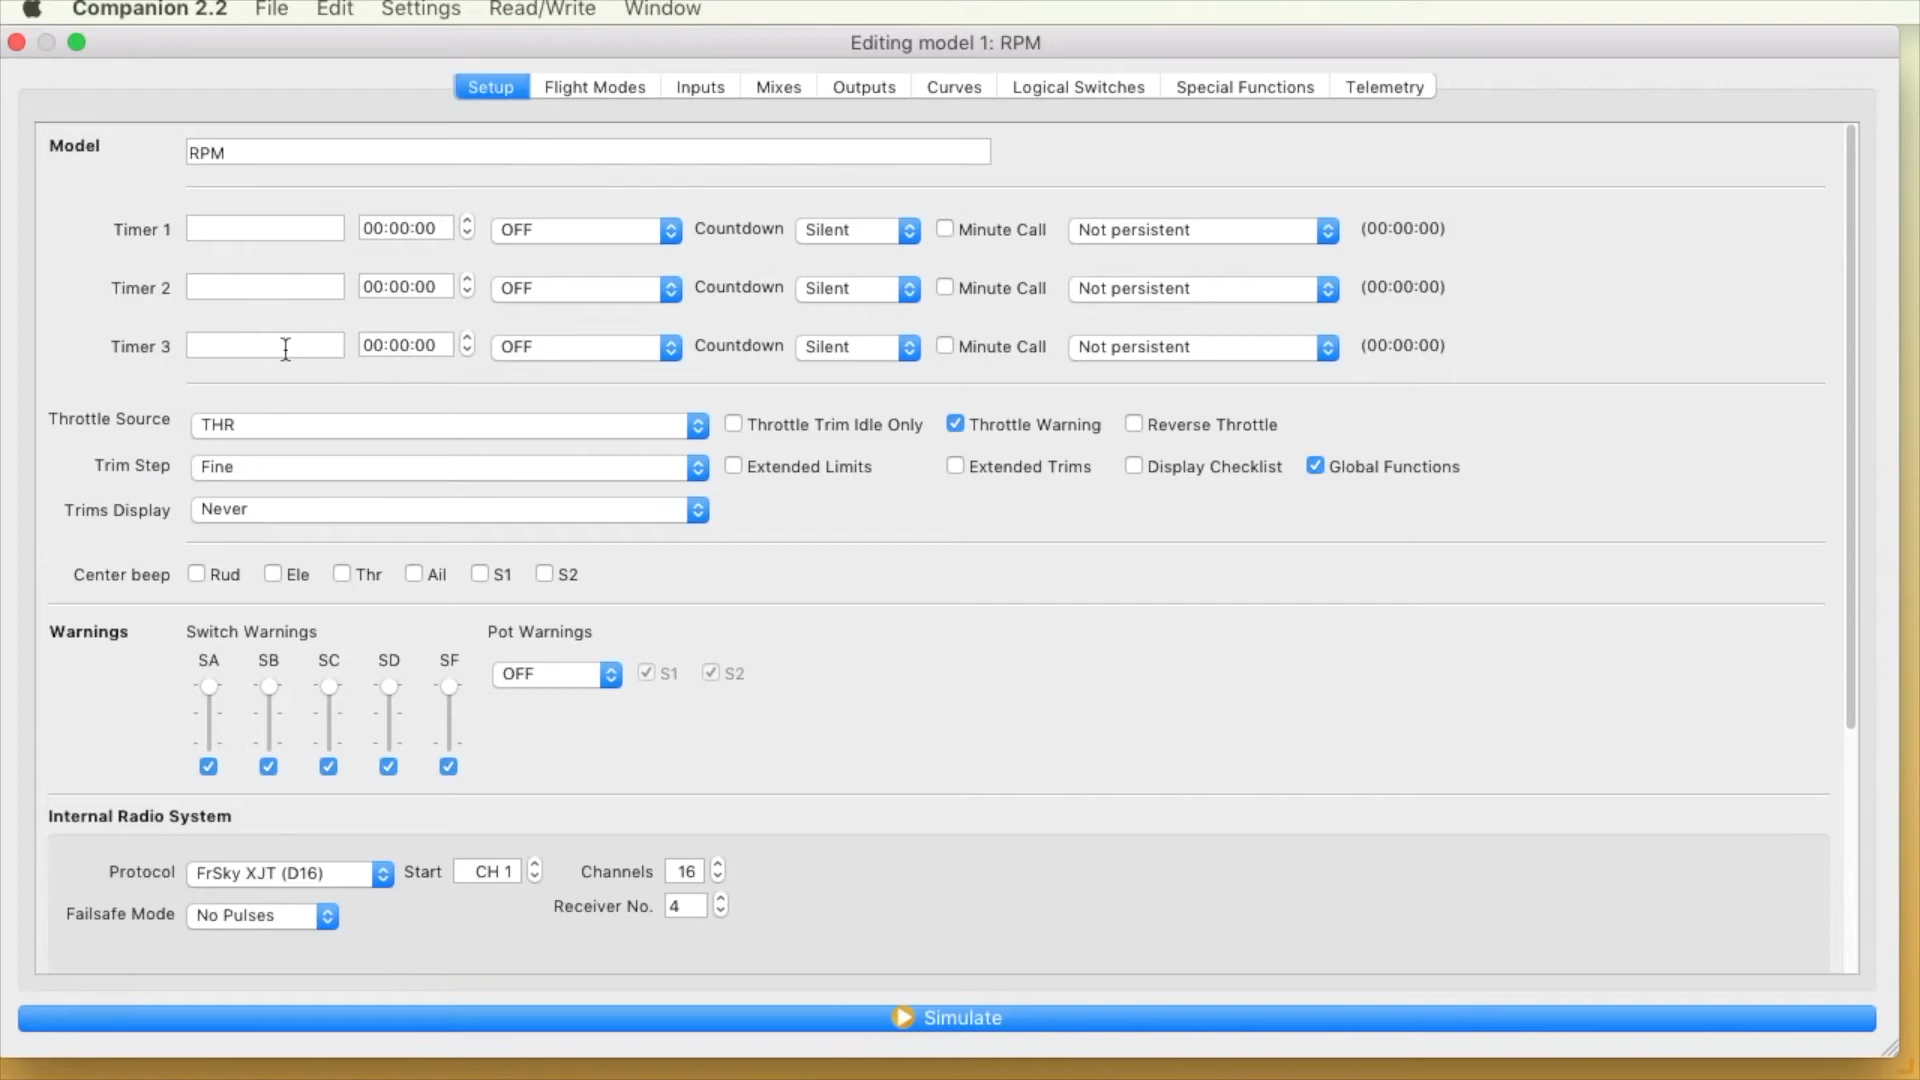 Companion 2.2 File Edit Settings Read/Write Window
Editing model 1: RPM
Setup Flight Modes Inputs Mixes Outputs Curves Logical Switches Special Functions Telemetry
Model RPM
Timer 1 00:00:00 OFF Countdown Silent Minute Call Not persistent (00:00:00)
Timer 2 00:00:00 OFF Countdown Silent Minute Call Not persistent (00:00:00)
Timer 3 00:00:00 OFF Countdown Silent Minute Call Not persistent (00:00:00)
Throttle Source THR Throttle Trim Idle Only Throttle Warning Reverse Throttle
Trim Step Fine Extended Limits Extended Trims Display Checklist Global Functions
Trims Display Never
Center beep Rud Ele Thr Ail S1 S2
Warnings Switch Warnings Pot Warnings
SA SB SC SD SF
OFF S1 S2
Internal Radio System
Protocol FrSky XJT (D16) Start CH 1 Channels 16
Failsafe Mode No Pulses Receiver No. 4
Simulate